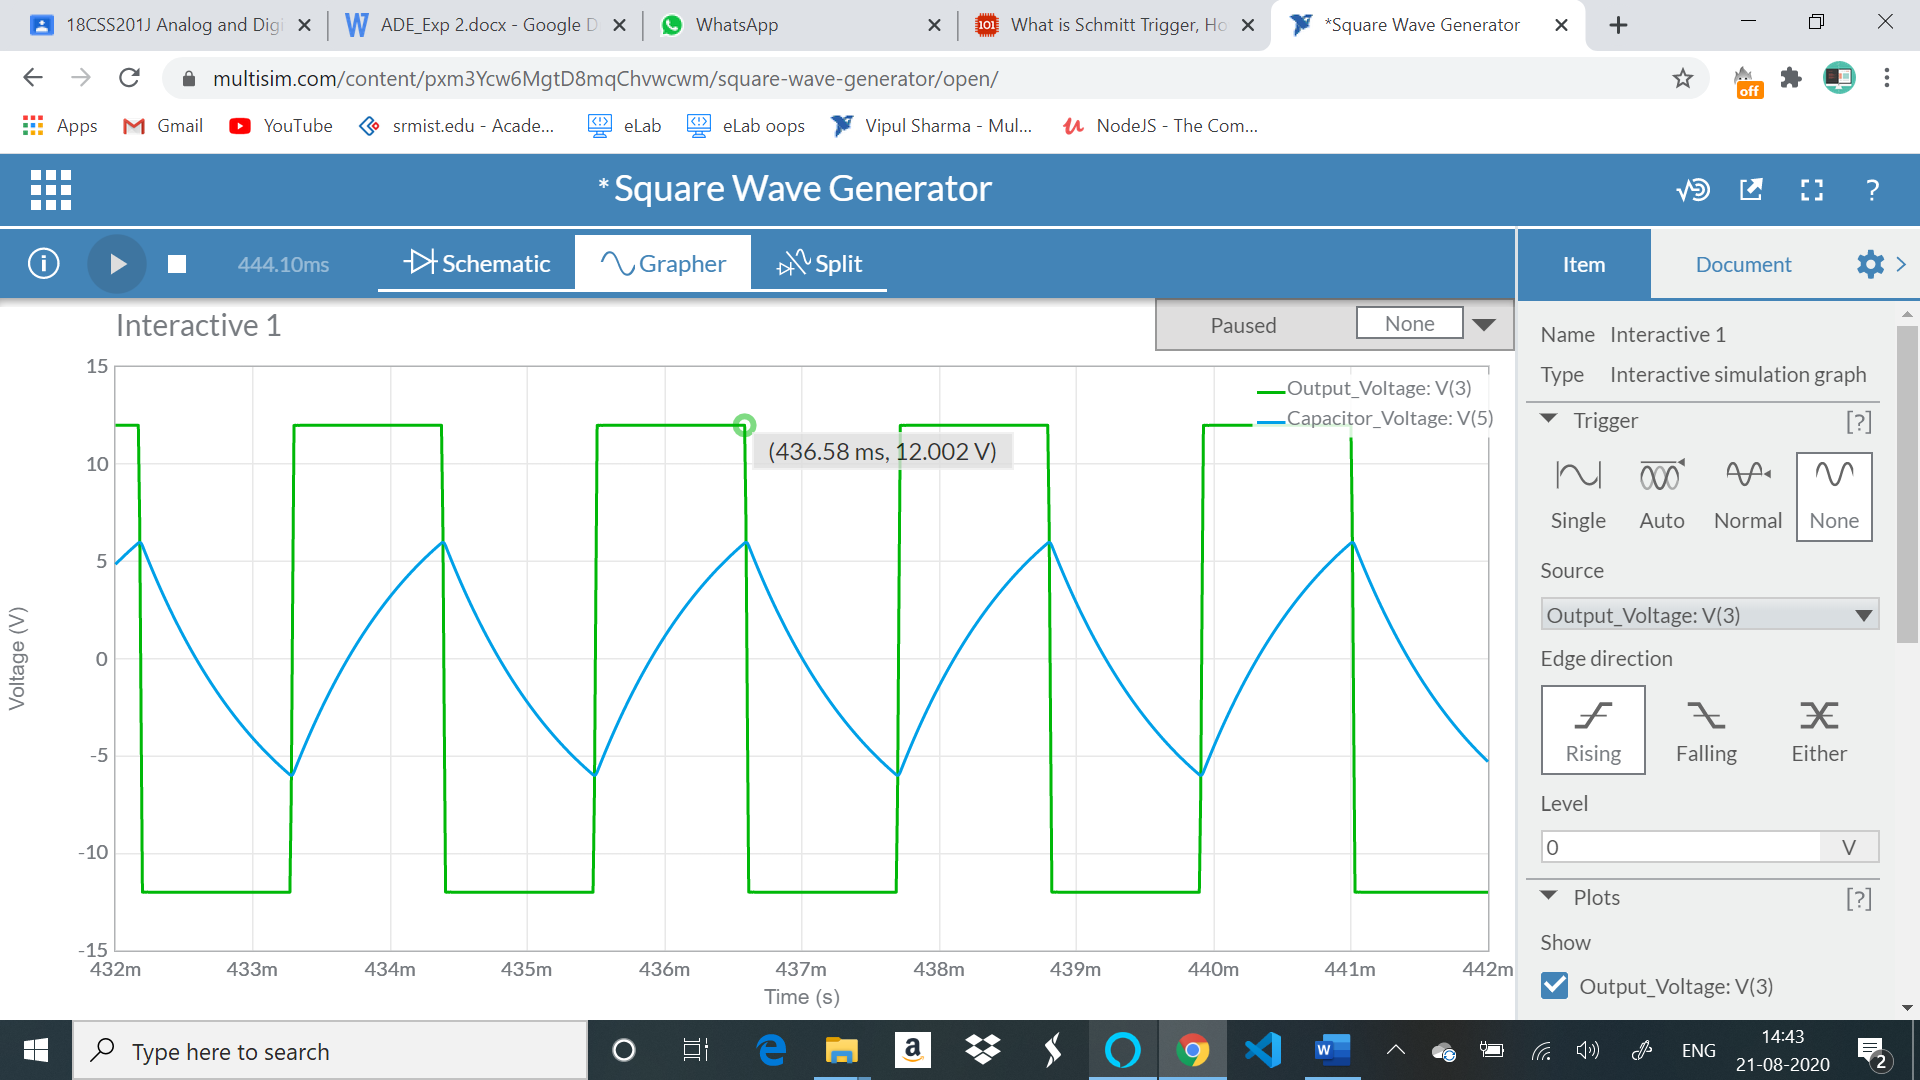 18CSS201J Analog and Digi
ADE_Exp 2.docx - Google D
WhatsApp
What is Schmitt Trigger, Ho
*Square Wave Generator
multisim.com/content/pxm3Ycw6MgtD8mqChvwcwm/square-wave-generator/open/
off
Apps
Gmail
YouTube
srmist.edu - Acade...
eLab
eLab oops
Vipul Sharma - Mul...
NodeJS - The Com...
*Square Wave Generator
?
444.10ms
Schematic
Grapher
Split
Item
Document
Interactive 1
Paused
None
Output_Voltage: V(3)
Capacitor_Voltage: V(5)
(436.58 ms, 12.002 V)
15
10
5
0
-5
-10
-15
Voltage (V)
432m
433m
434m
435m
436m
437m
438m
439m
440m
441m
442m
Time (s)
Name Interactive 1
Type Interactive simulation graph
Trigger [?]
Single
Auto
Normal
None
Source
Output_Voltage: V(3)
Edge direction
Rising
Falling
Either
Level
0 V
Plots [?]
Show
Output_Voltage: V(3)
Type here to search
ENG
14:43
21-08-2020
2